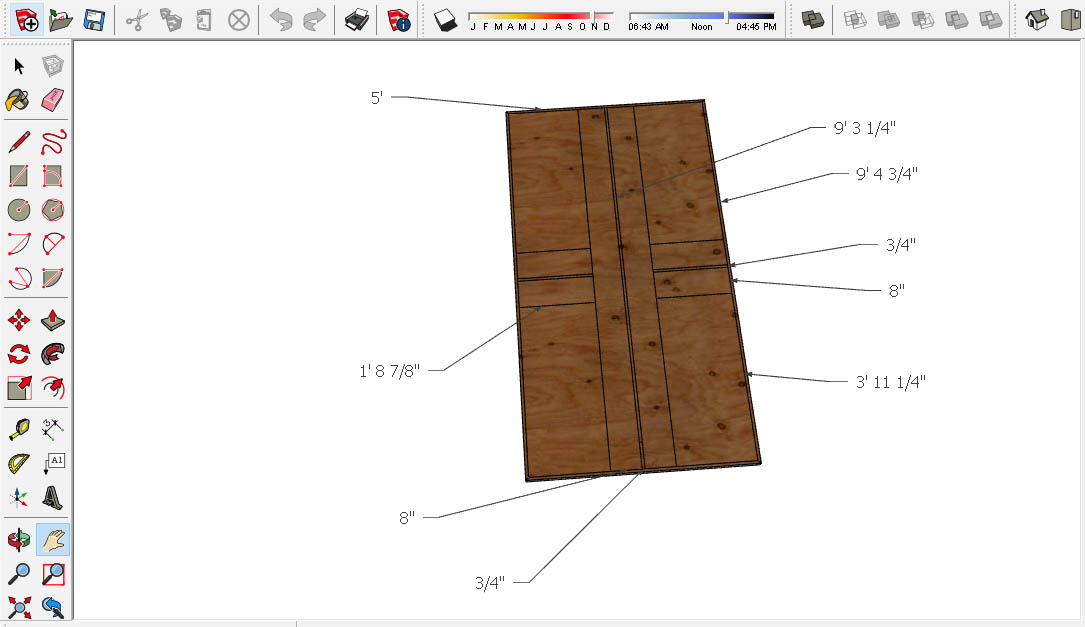 J F M A M J J A S O N D
06:43 AM Noon 04:45 PM
5'
9' 3 1/4"
9' 4 3/4"
3/4"
8"
1' 8 7/8"
3' 11 1/4"
8"
3/4"
A1